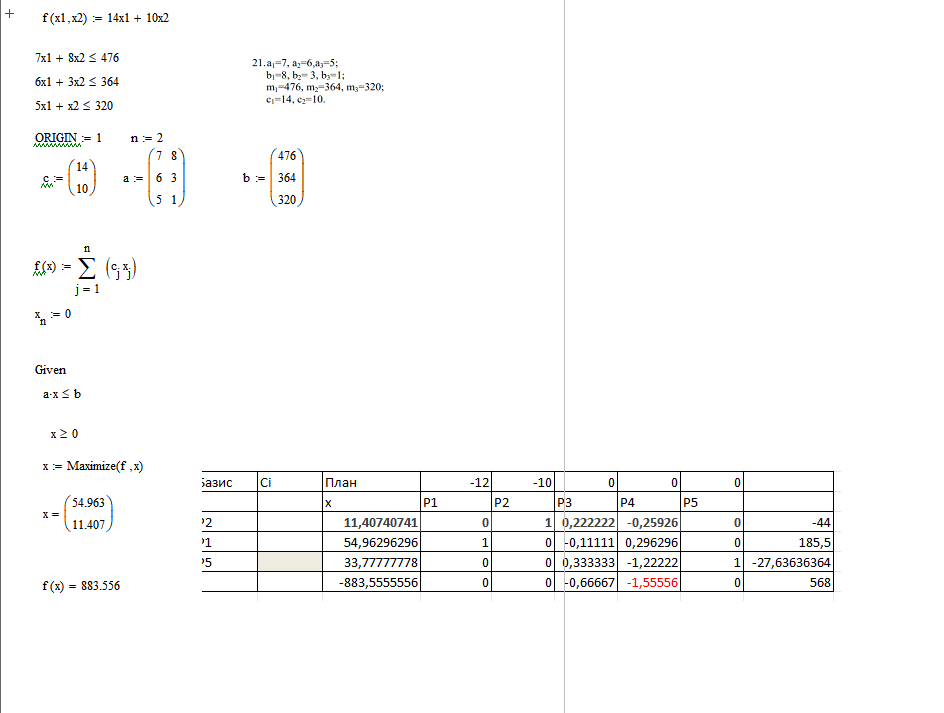 f(x1,x2) := 14x1 + 10x2
7x1 + 8x2 ≤ 476
6x1 + 3x2 ≤ 364
5x1 + x2 ≤ 320
21. a₁=7, a₂=6,a₃=5;
b₁=8, b₂= 3, b₃=1;
m₁=476, m₂=364, m₃=320;
c₁=14, c₂=10.
ORIGIN := 1 n := 2
c := (14 10) a := (7 8 6 3 5 1) b := (476 364 320)
n
f(x) := ∑ (c_j x_j)
j = 1
x_n := 0
Given
a·x ≤ b
x ≥ 0
x := Maximize(f ,x)
x = (54.963 11.407)
f(x) = 883.556
Базис Ci План -12 -10 0 0 0
x P1 P2 P3 P4 P5
P2 11,40740741 0 1 0,222222 -0,25926 0 -44
P1 54,96296296 1 0 -0,11111 0,296296 0 185,5
P5 33,77777778 0 0 0,333333 -1,22222 1 -27,63636364
-883,5555556 0 0 -0,66667 -1,55556 0 568